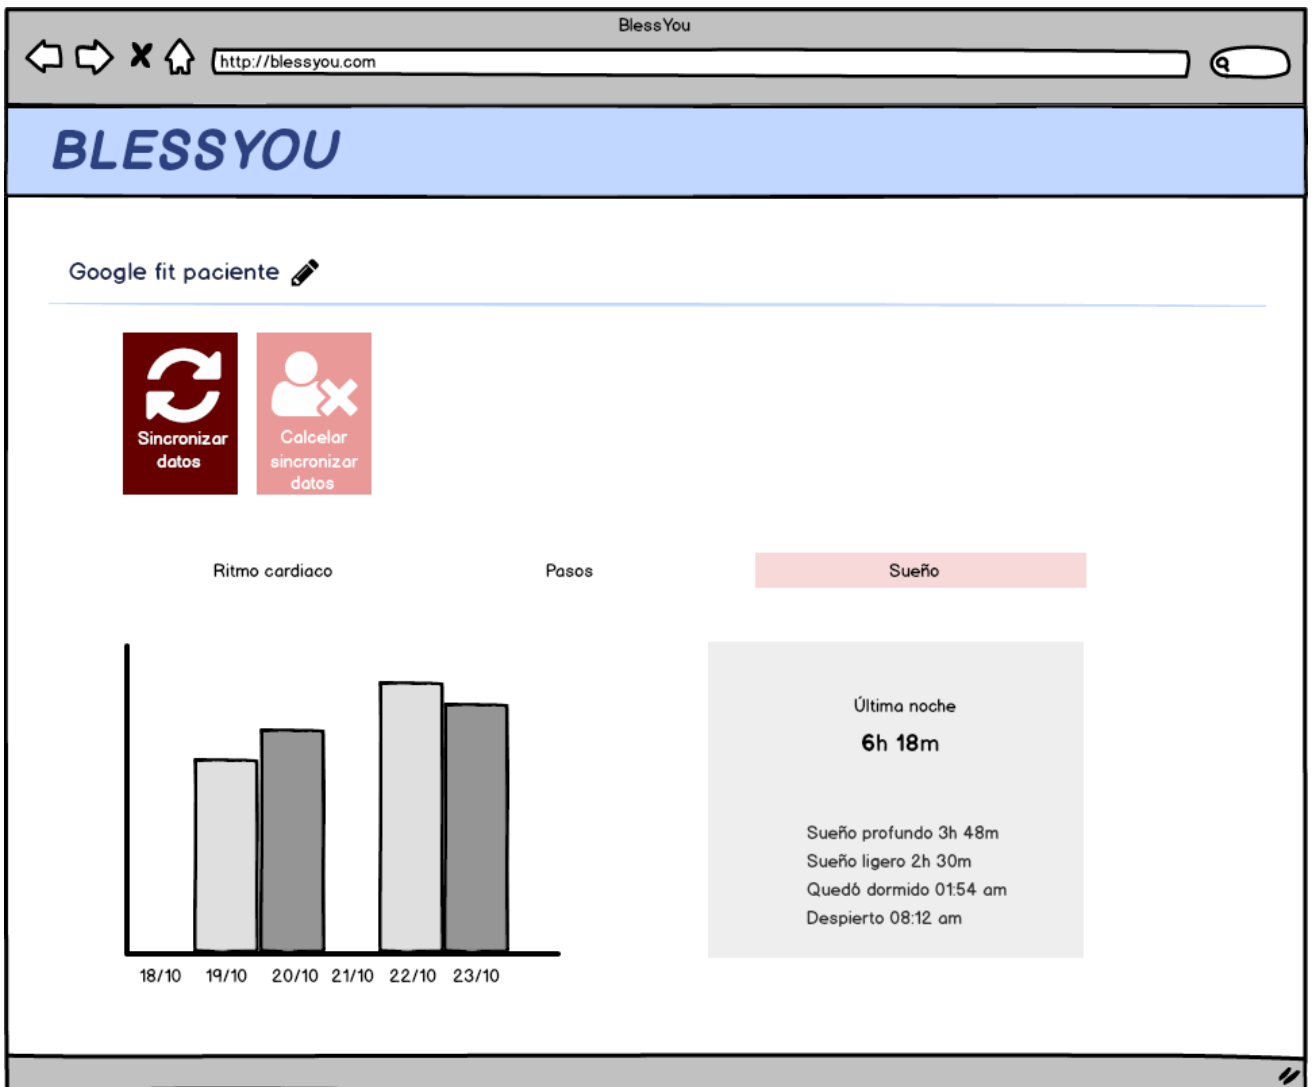 BlessYou
http://blessyou.com
BLESSYOU
Google fit paciente
Sincronizar
datos
Calcelar
sincronizar
datos
Ritmo cardiaco
Pasos
Sueño
Última noche
6h 18m
Sueño profundo 3h 48m
Sueño ligero 2h 30m
Quedó dormido 01:54 am
Despierto 08:12 am
18/10 19/10 20/10 21/10 22/10 23/10